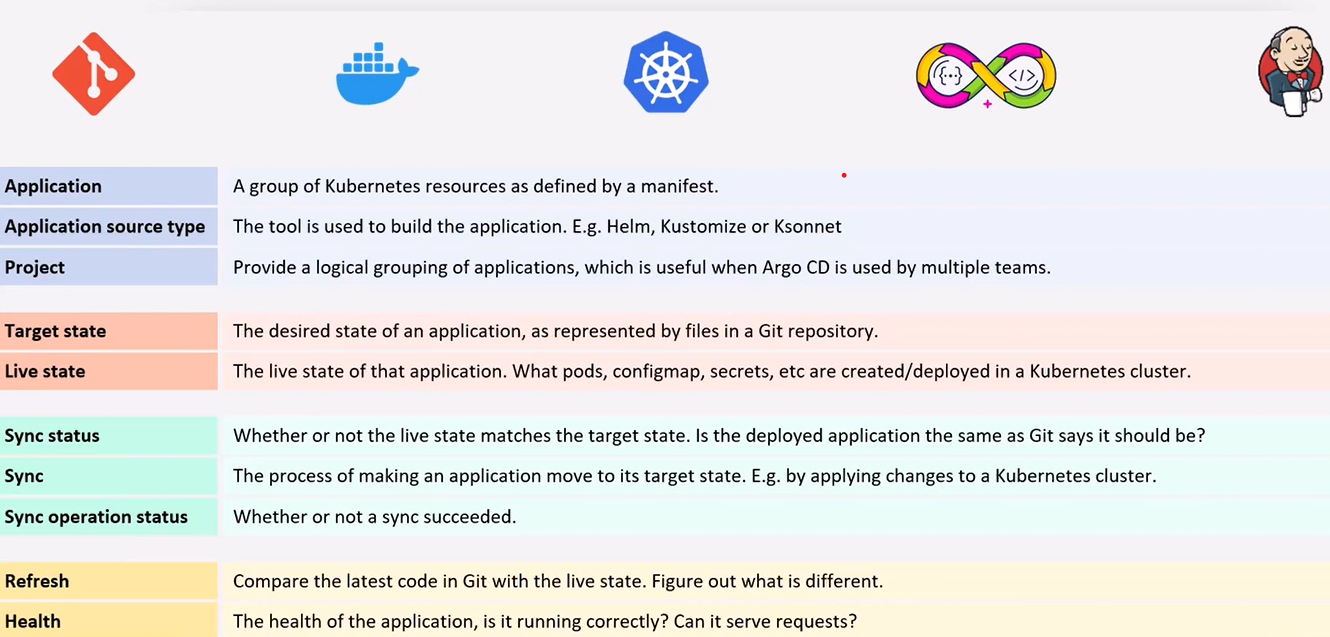 Application
A group of Kubernetes resources as defined by a manifest.
Application source type
The tool is used to build the application. E.g. Helm, Kustomize or Ksonnet
Project
Provide a logical grouping of applications, which is useful when Argo CD is used by multiple teams.
Target state
The desired state of an application, as represented by files in a Git repository.
Live state
The live state of that application. What pods, configmap, secrets, etc are created/deployed in a Kubernetes cluster.
Sync status
Whether or not the live state matches the target state. Is the deployed application the same as Git says it should be?
Sync
The process of making an application move to its target state. E.g. by applying changes to a Kubernetes cluster.
Sync operation status
Whether or not a sync succeeded.
Refresh
Compare the latest code in Git with the live state. Figure out what is different.
Health
The health of the application, is it running correctly? Can it serve requests?